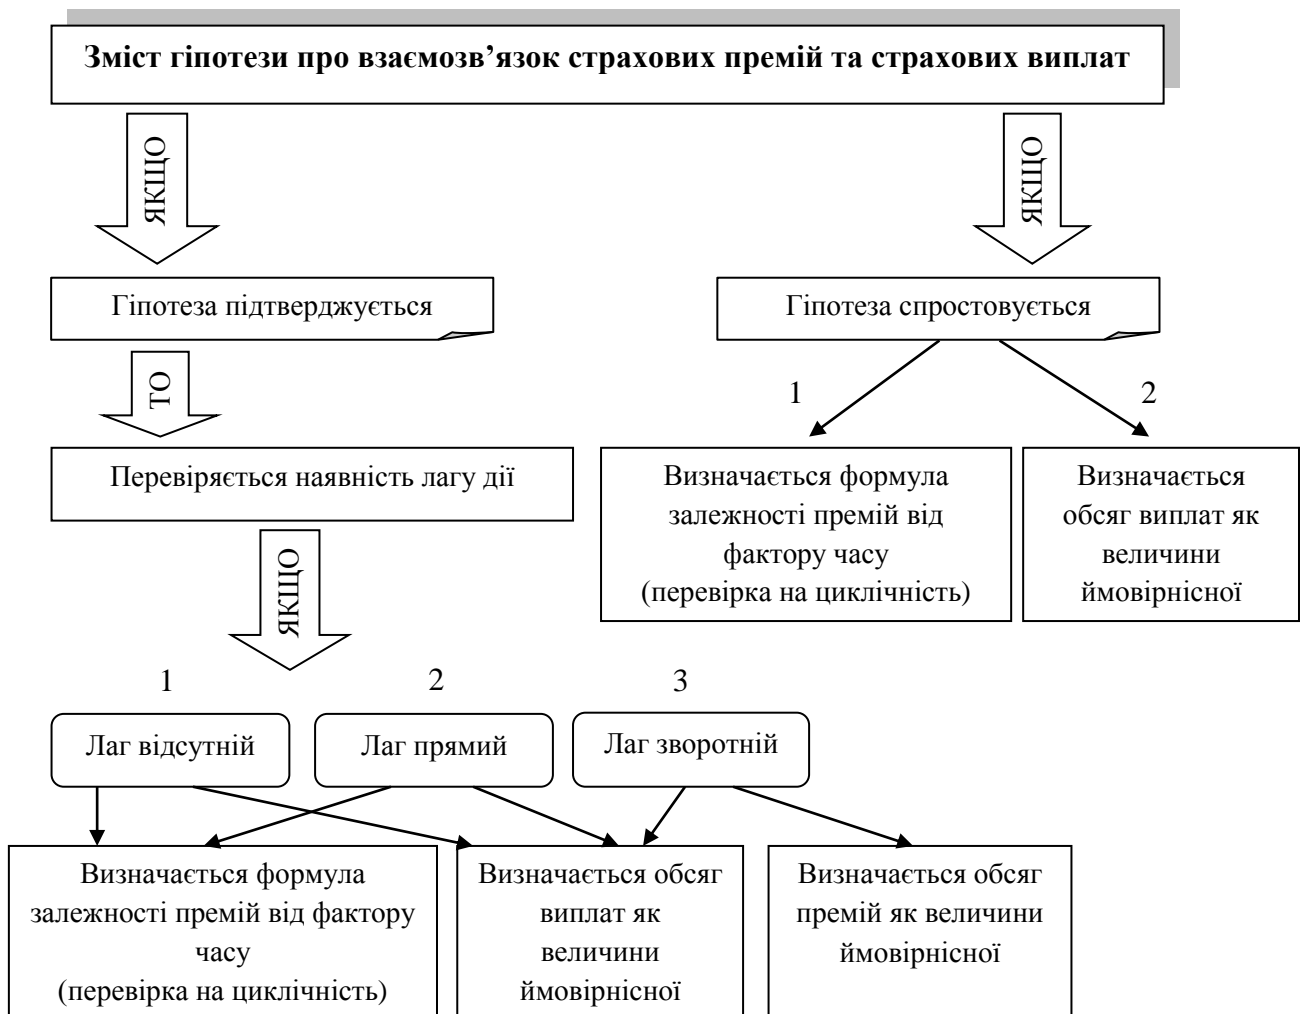 Зміст гіпотези про взаємозв’язок страхових премій та страхових виплат
ЯКЩО
ЯКЩО
Гіпотеза підтверджується
Гіпотеза спростовується
ТО
1
2
Перевіряється наявність лагу дії
Визначається формула
залежності премій від
фактору часу
(перевірка на циклічність)
Визначається
обсяг виплат як
величини
ймовірнісної
ЯКЩО
1
2
3
Лаг відсутній
Лаг прямий
Лаг зворотній
Визначається формула
залежності премій від фактору
часу
(перевірка на циклічність)
Визначається обсяг
виплат як
величини
ймовірнісної
Визначається обсяг
премій як величини
ймовірнісної